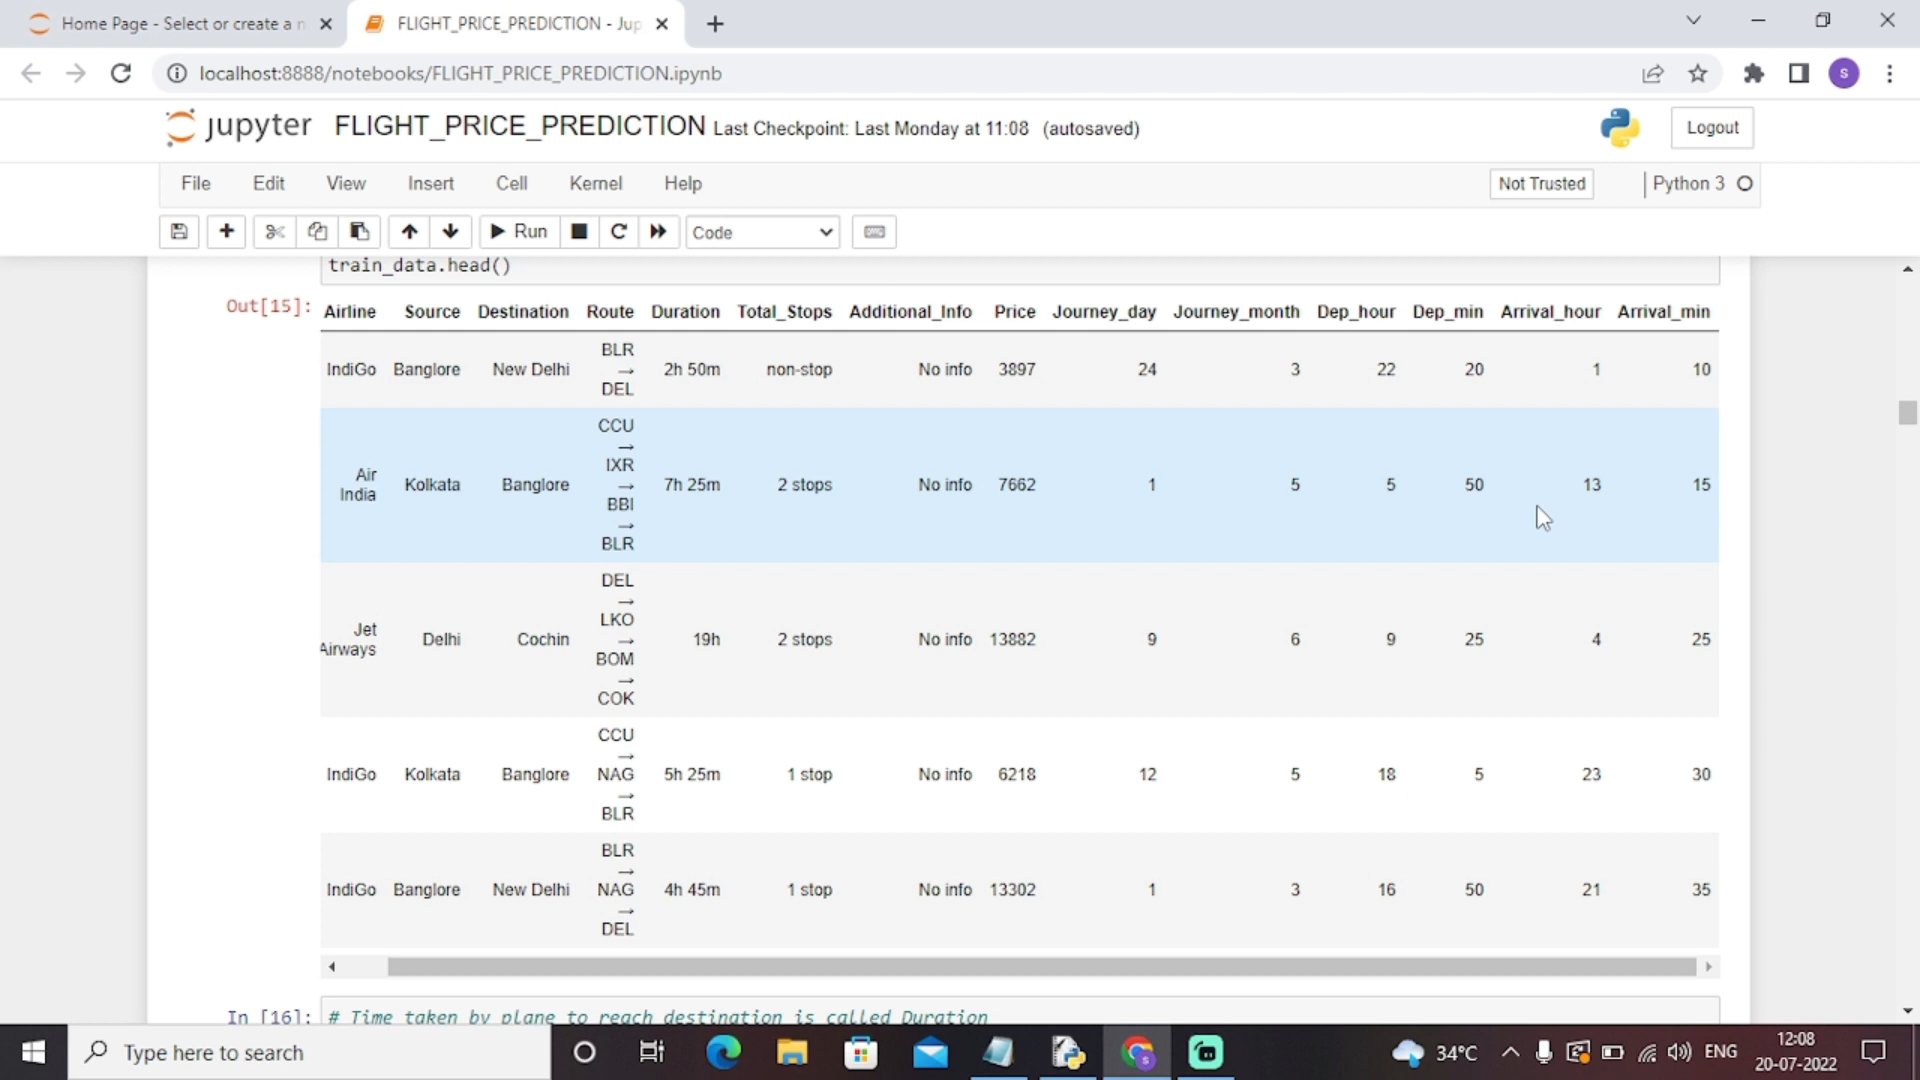 Home Page - Select or create a n
FLIGHT_PRICE_PREDICTION - Jup
localhost:8888/notebooks/FLIGHT_PRICE_PREDICTION.ipynb
S
jupyter FLIGHT_PRICE_PREDICTION Last Checkpoint: Last Monday at 11:08 (autosaved)
Logout
File Edit View Insert Cell Kernel Help
Not Trusted
Python 3
Run
Code
train_data.head()
Out[15]:
Airline Source Destination Route Duration Total_Stops Additional_Info Price Journey_day Journey_month Dep_hour Dep_min Arrival_hour Arrival_min
IndiGo Banglore New Delhi BLR → DEL 2h 50m non-stop No info 3897 24 3 22 20 1 10
Air India Kolkata Banglore CCU → IXR → BBI → BLR 7h 25m 2 stops No info 7662 1 5 5 50 13 15
Jet Airways Delhi Cochin DEL → LKO → BOM → COK 19h 2 stops No info 13882 9 6 9 25 4 25
IndiGo Kolkata Banglore CCU → NAG → BLR 5h 25m 1 stop No info 6218 12 5 18 5 23 30
IndiGo Banglore New Delhi BLR → NAG → DEL 4h 45m 1 stop No info 13302 1 3 16 50 21 35
In [16]: # Time taken by plane to reach destination is called Duration
Type here to search
34°C
ENG
12:08
20-07-2022